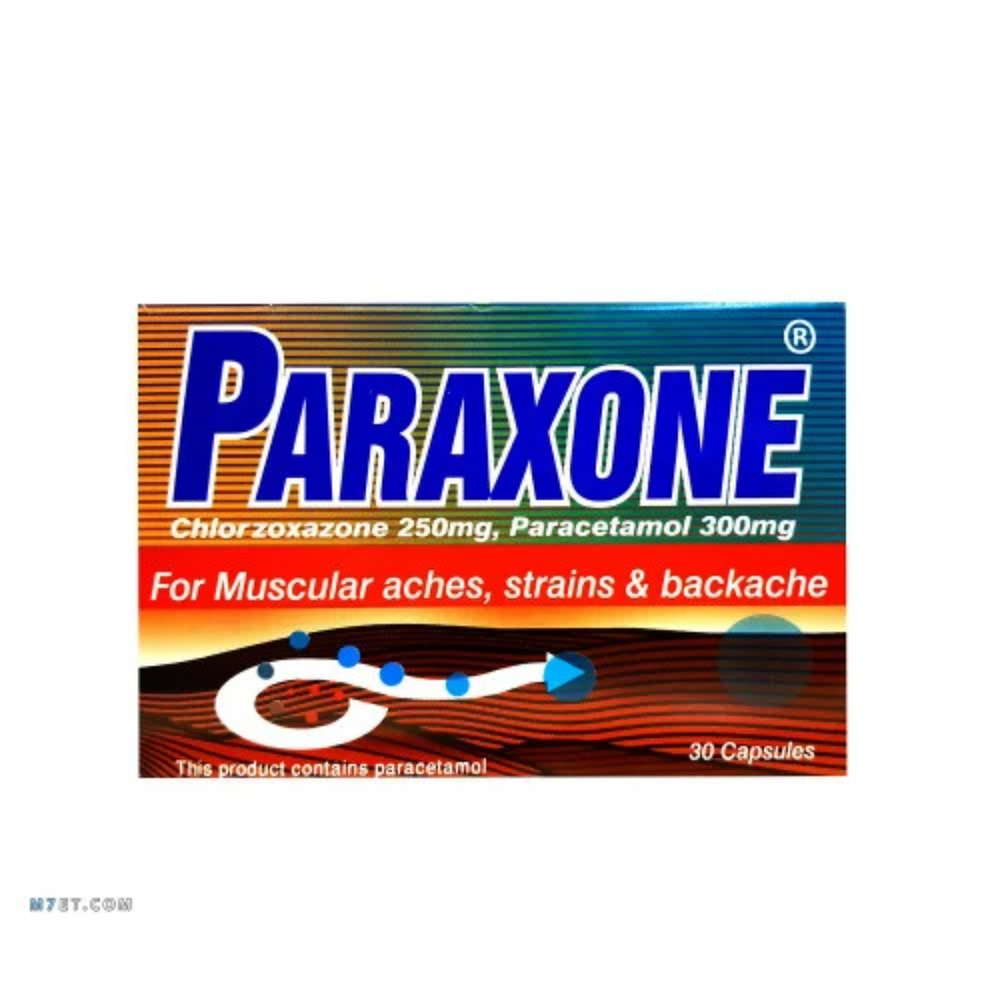 PARAXONE®
Chlorzoxazone 250mg, Paracetamol 300mg
For Muscular aches, strains & backache
30 Capsules
This product contains paracetamol
M7ET.COM